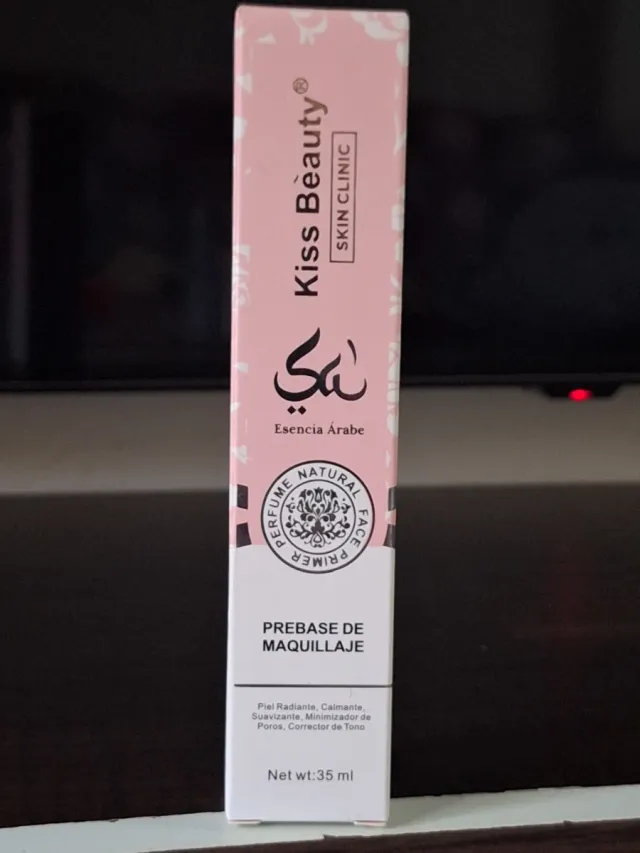 Kiss Bèauty®
SKIN CLINIC
Sa
Esencia Árabe
PERFUME NATURAL FACE PRIMER
PREBASE DE
MAQUILLAJE
Piel Radiante, Calmante,
Suavizante, Minimizador de
Poros, Corrector de Tono
Net wt:35 ml